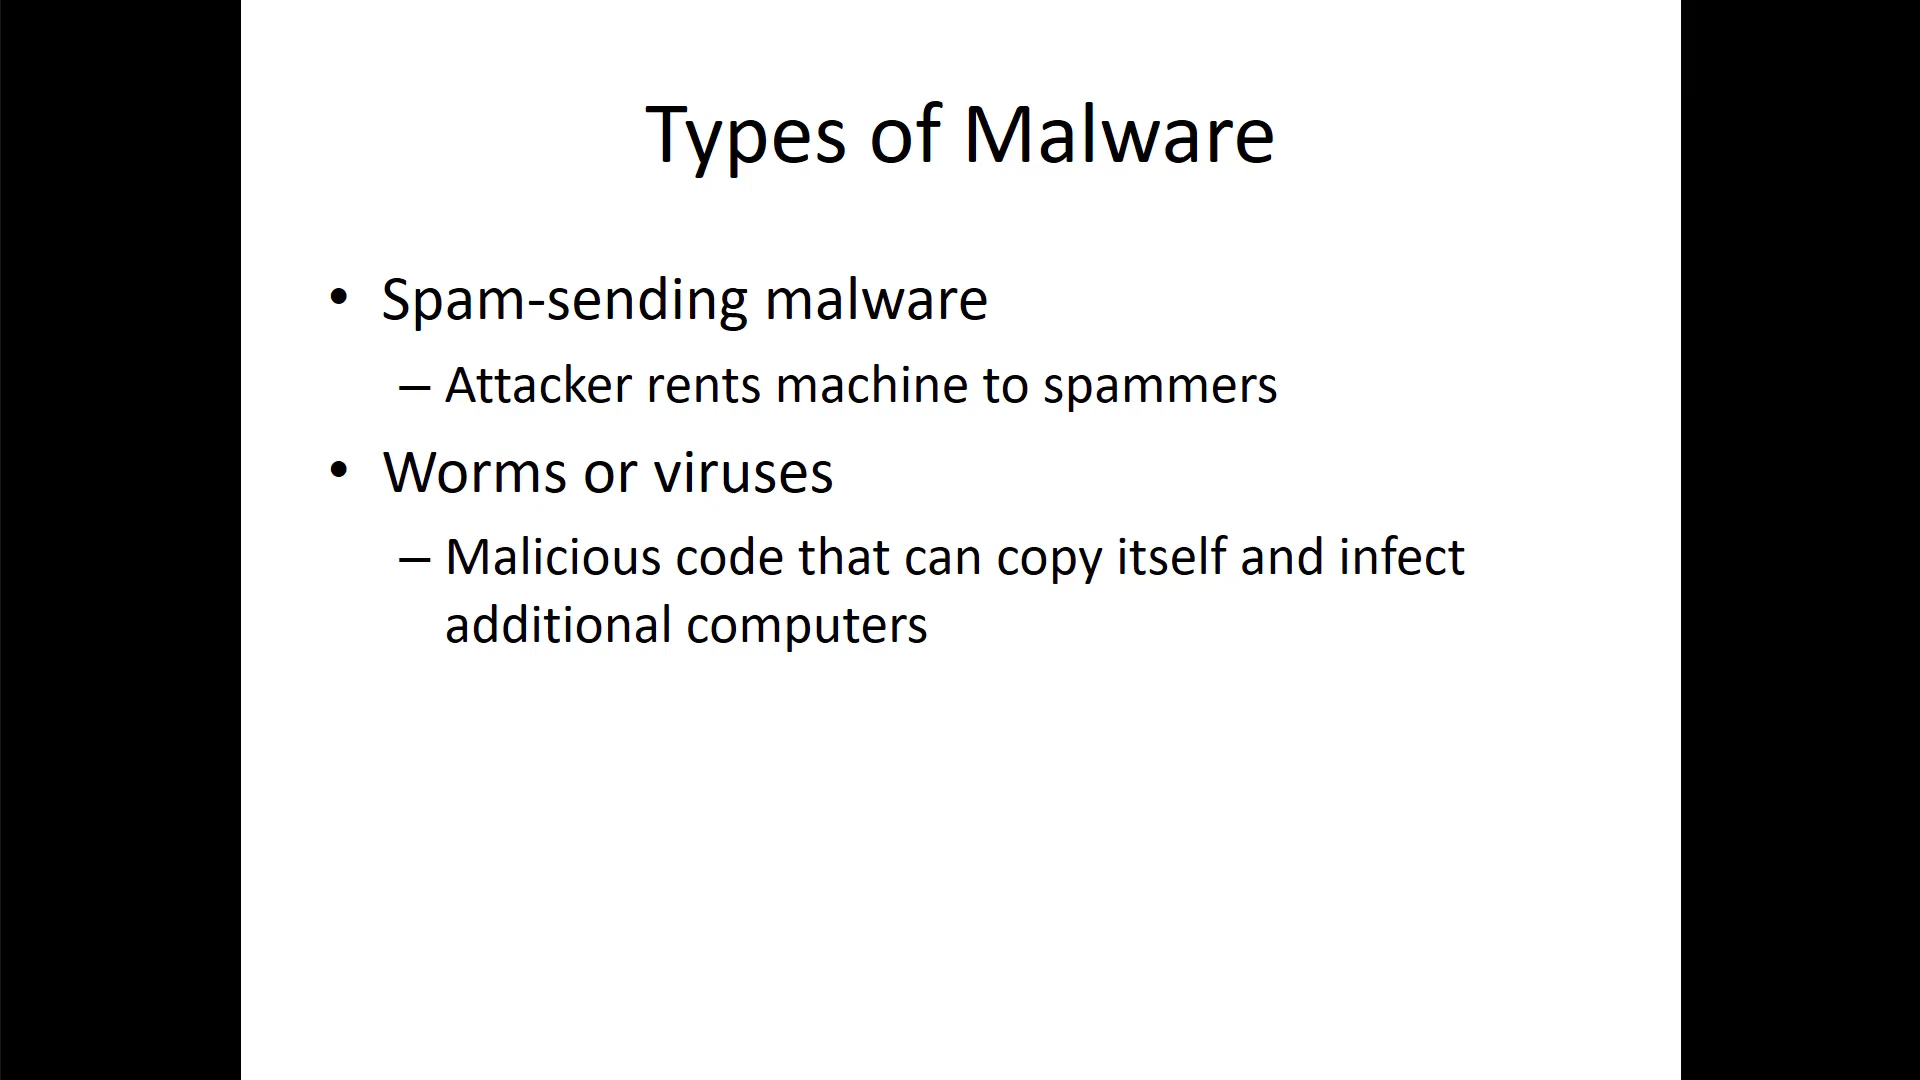 Types of Malware
• Spam-sending malware
– Attacker rents machine to spammers
• Worms or viruses
– Malicious code that can copy itself and infect
additional computers